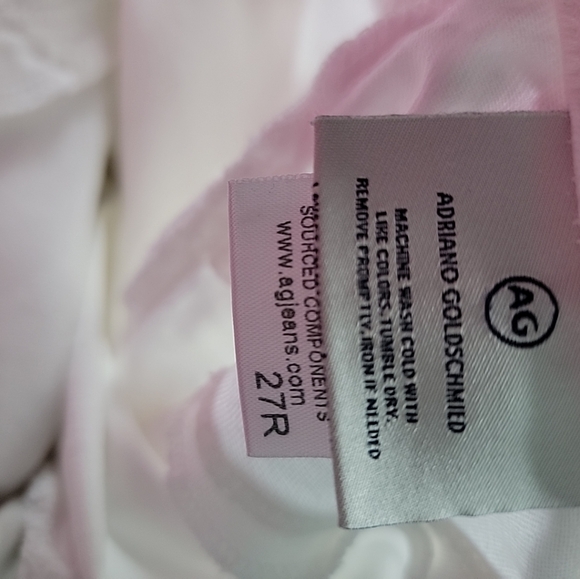 AG
ADRIANO GOLDSCHMIED
MACHINE WASH COLD WITH
LIKE COLORS. TUMBLE DRY.
REMOVE PROMPTLY. IRON IF NEEDED
SOURCED COMPONENTS
www.agjeans.com
27R